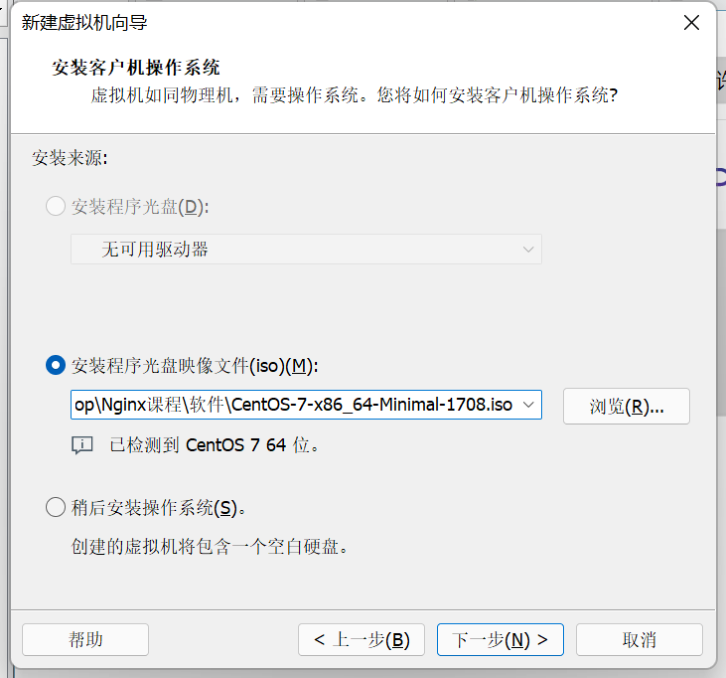 新建虚拟机向导
安装客户机操作系统
虚拟机如同物理机，需要操作系统。您将如何安装客户机操作系统?
安装来源:
安装程序光盘(D):
无可用驱动器
安装程序光盘映像文件(iso)(M):
op\Nginx课程\软件\CentOS-7-x86_64-Minimal-1708.iso
浏览(R)...
已检测到 CentOS 7 64 位。
稍后安装操作系统(S)。
创建的虚拟机将包含一个空白硬盘。
帮助
< 上一步(B)
下一步(N) >
取消